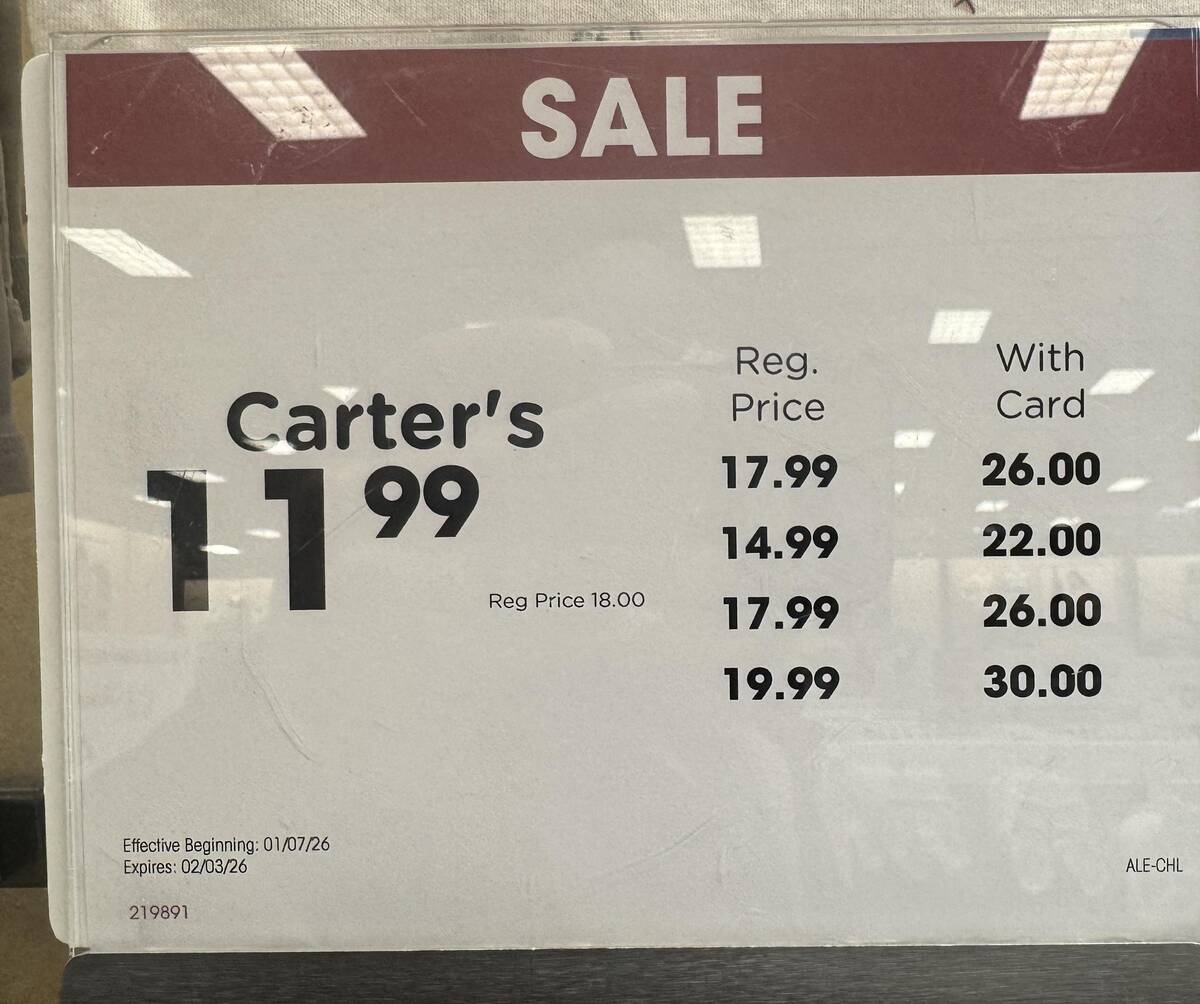 SALE
Carter's
11 99
Reg Price 18.00
Reg. Price With Card
17.99 26.00
14.99 22.00
17.99 26.00
19.99 30.00
Effective Beginning: 01/07/26
Expires: 02/03/26
ALE-CHL
219891